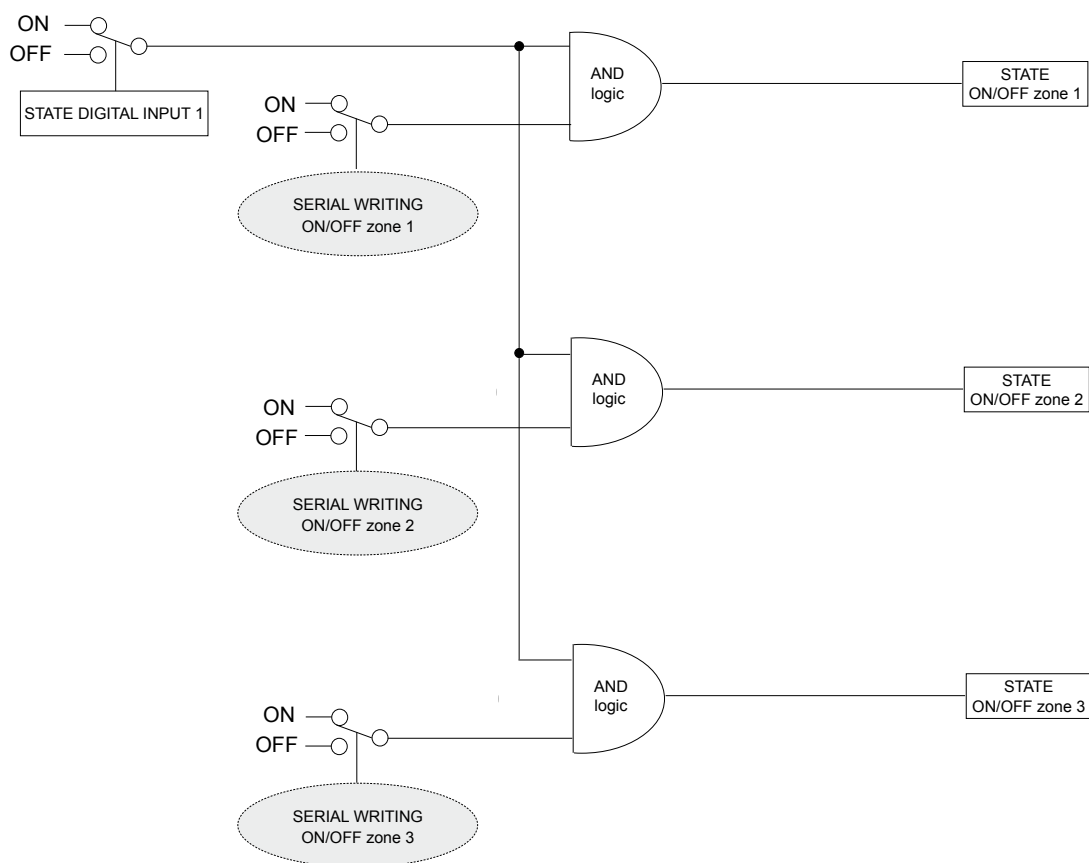 ON
OFF
STATE DIGITAL INPUT 1
ON
OFF
SERIAL WRITING
ON/OFF zone 1
AND
logic
STATE
ON/OFF zone 1
ON
OFF
SERIAL WRITING
ON/OFF zone 2
AND
logic
STATE
ON/OFF zone 2
ON
OFF
SERIAL WRITING
ON/OFF zone 3
AND
logic
STATE
ON/OFF zone 3